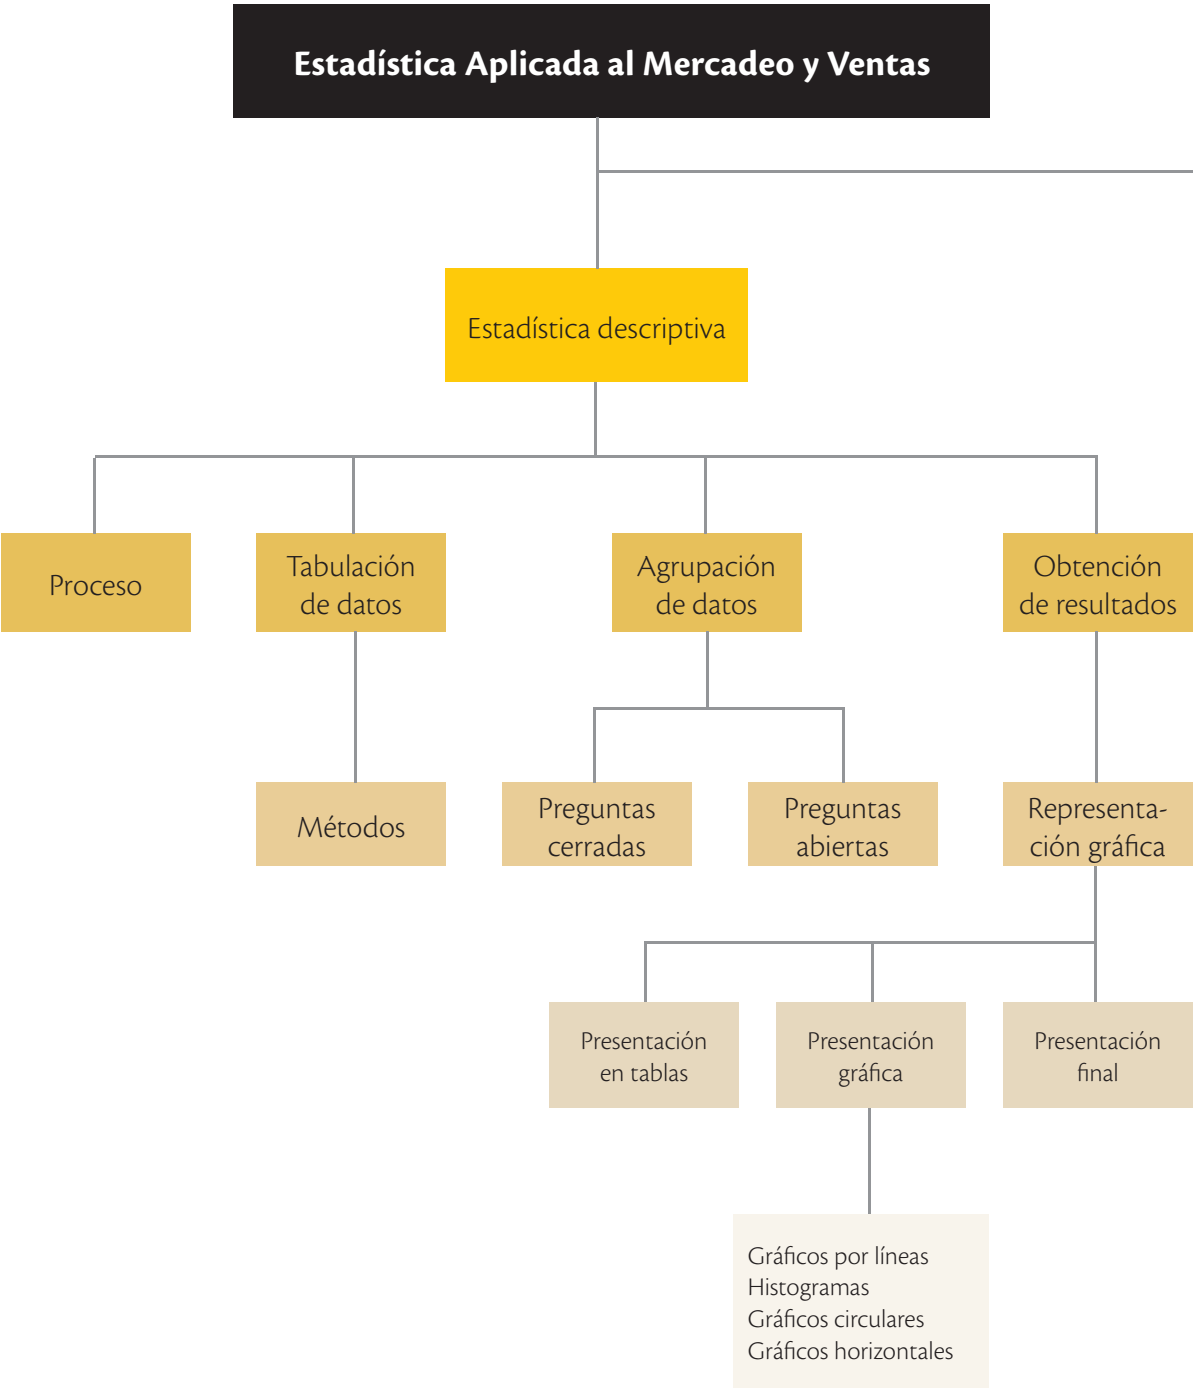 Estadística Aplicada al Mercadeo y Ventas
Estadística descriptiva
Proceso
Tabulación
de datos
Agrupación
de datos
Obtención
de resultados
Métodos
Preguntas
cerradas
Preguntas
abiertas
Representa-
ción gráfica
Presentación
en tablas
Presentación
gráfica
Presentación
final
Gráficos por líneas
Histogramas
Gráficos circulares
Gráficos horizontales